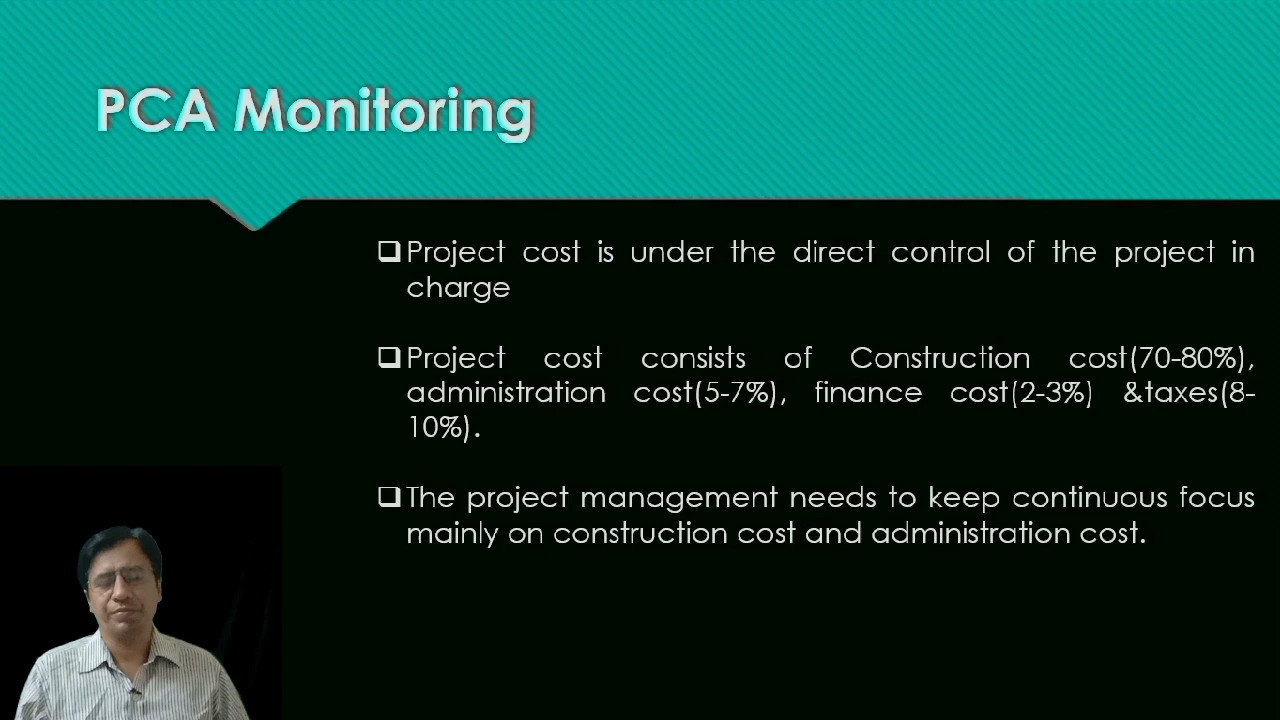 PCA Monitoring
❑Project cost is under the direct control of the project in
charge
❑Project cost consists of Construction cost(70-80%),
administration cost(5-7%), finance cost(2-3%) &taxes(8-
10%).
❑The project management needs to keep continuous focus
mainly on construction cost and administration cost.